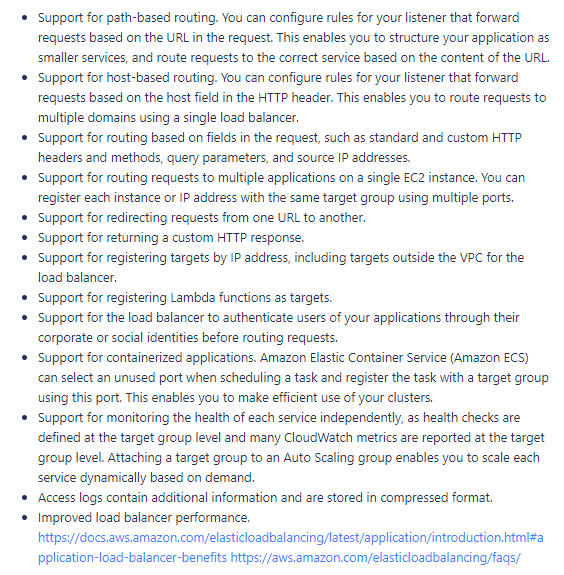 • Support for path-based routing. You can configure rules for your listener that forward
requests based on the URL in the request. This enables you to structure your application as
smaller services, and route requests to the correct service based on the content of the URL.
• Support for host-based routing. You can configure rules for your listener that forward
requests based on the host field in the HTTP header. This enables you to route requests to
multiple domains using a single load balancer.
• Support for routing based on fields in the request, such as standard and custom HTTP
headers and methods, query parameters, and source IP addresses.
• Support for routing requests to multiple applications on a single EC2 instance. You can
register each instance or IP address with the same target group using multiple ports.
• Support for redirecting requests from one URL to another.
• Support for returning a custom HTTP response.
• Support for registering targets by IP address, including targets outside the VPC for the
load balancer.
• Support for registering Lambda functions as targets.
• Support for the load balancer to authenticate users of your applications through their
corporate or social identities before routing requests.
• Support for containerized applications. Amazon Elastic Container Service (Amazon ECS)
can select an unused port when scheduling a task and register the task with a target group
using this port. This enables you to make efficient use of your clusters.
• Support for monitoring the health of each service independently, as health checks are
defined at the target group level and many CloudWatch metrics are reported at the target
group level. Attaching a target group to an Auto Scaling group enables you to scale each
service dynamically based on demand.
• Access logs contain additional information and are stored in compressed format.
• Improved load balancer performance.
https://docs.aws.amazon.com/elasticloadbalancing/latest/application/introduction.html#a
pplication-load-balancer-benefits https://aws.amazon.com/elasticloadbalancing/faqs/